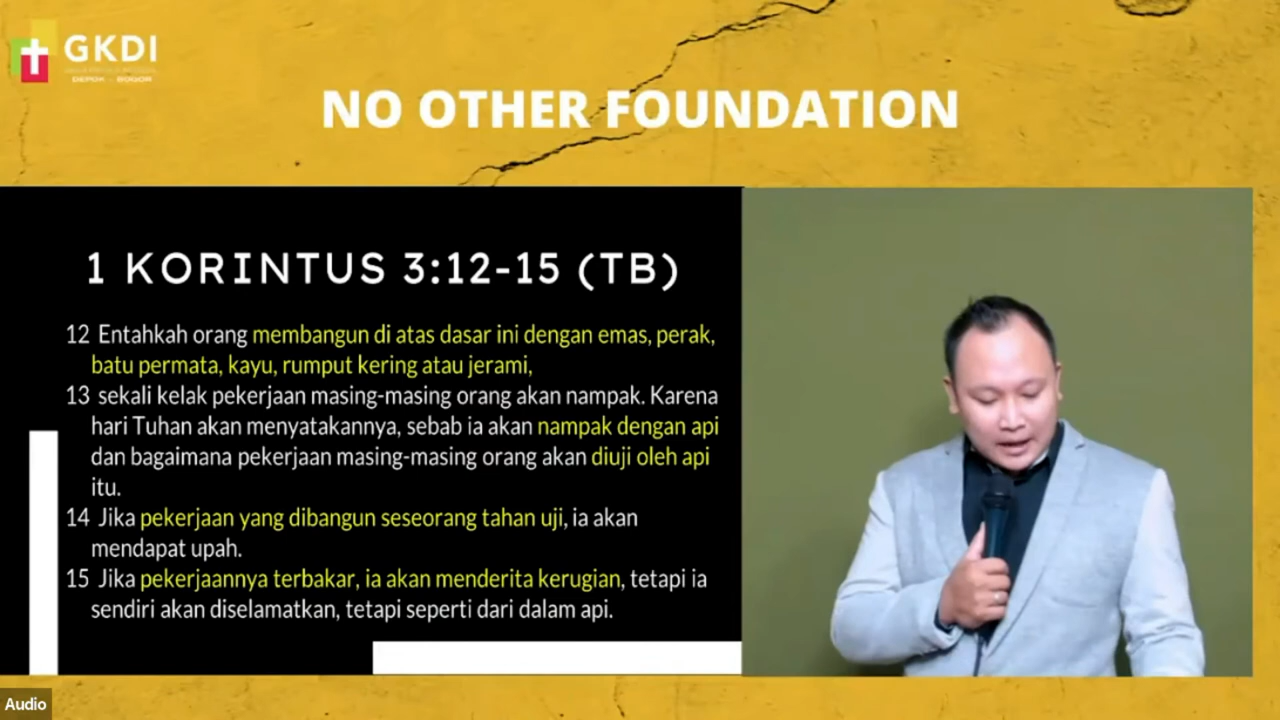 GKDI
DEPOK - BOGOR
NO OTHER FOUNDATION
1 KORINTUS 3:12-15 (TB)
12 Entahkah orang membangun di atas dasar ini dengan emas, perak,
batu permata, kayu, rumput kering atau jerami,
13 sekali kelak pekerjaan masing-masing orang akan nampak. Karena
hari Tuhan akan menyatakannya, sebab ia akan nampak dengan api
dan bagaimana pekerjaan masing-masing orang akan diuji oleh api
itu.
14 Jika pekerjaan yang dibangun seseorang tahan uji, ia akan
mendapat upah.
15 Jika pekerjaannya terbakar, ia akan menderita kerugian, tetapi ia
sendiri akan diselamatkan, tetapi seperti dari dalam api.
Audio